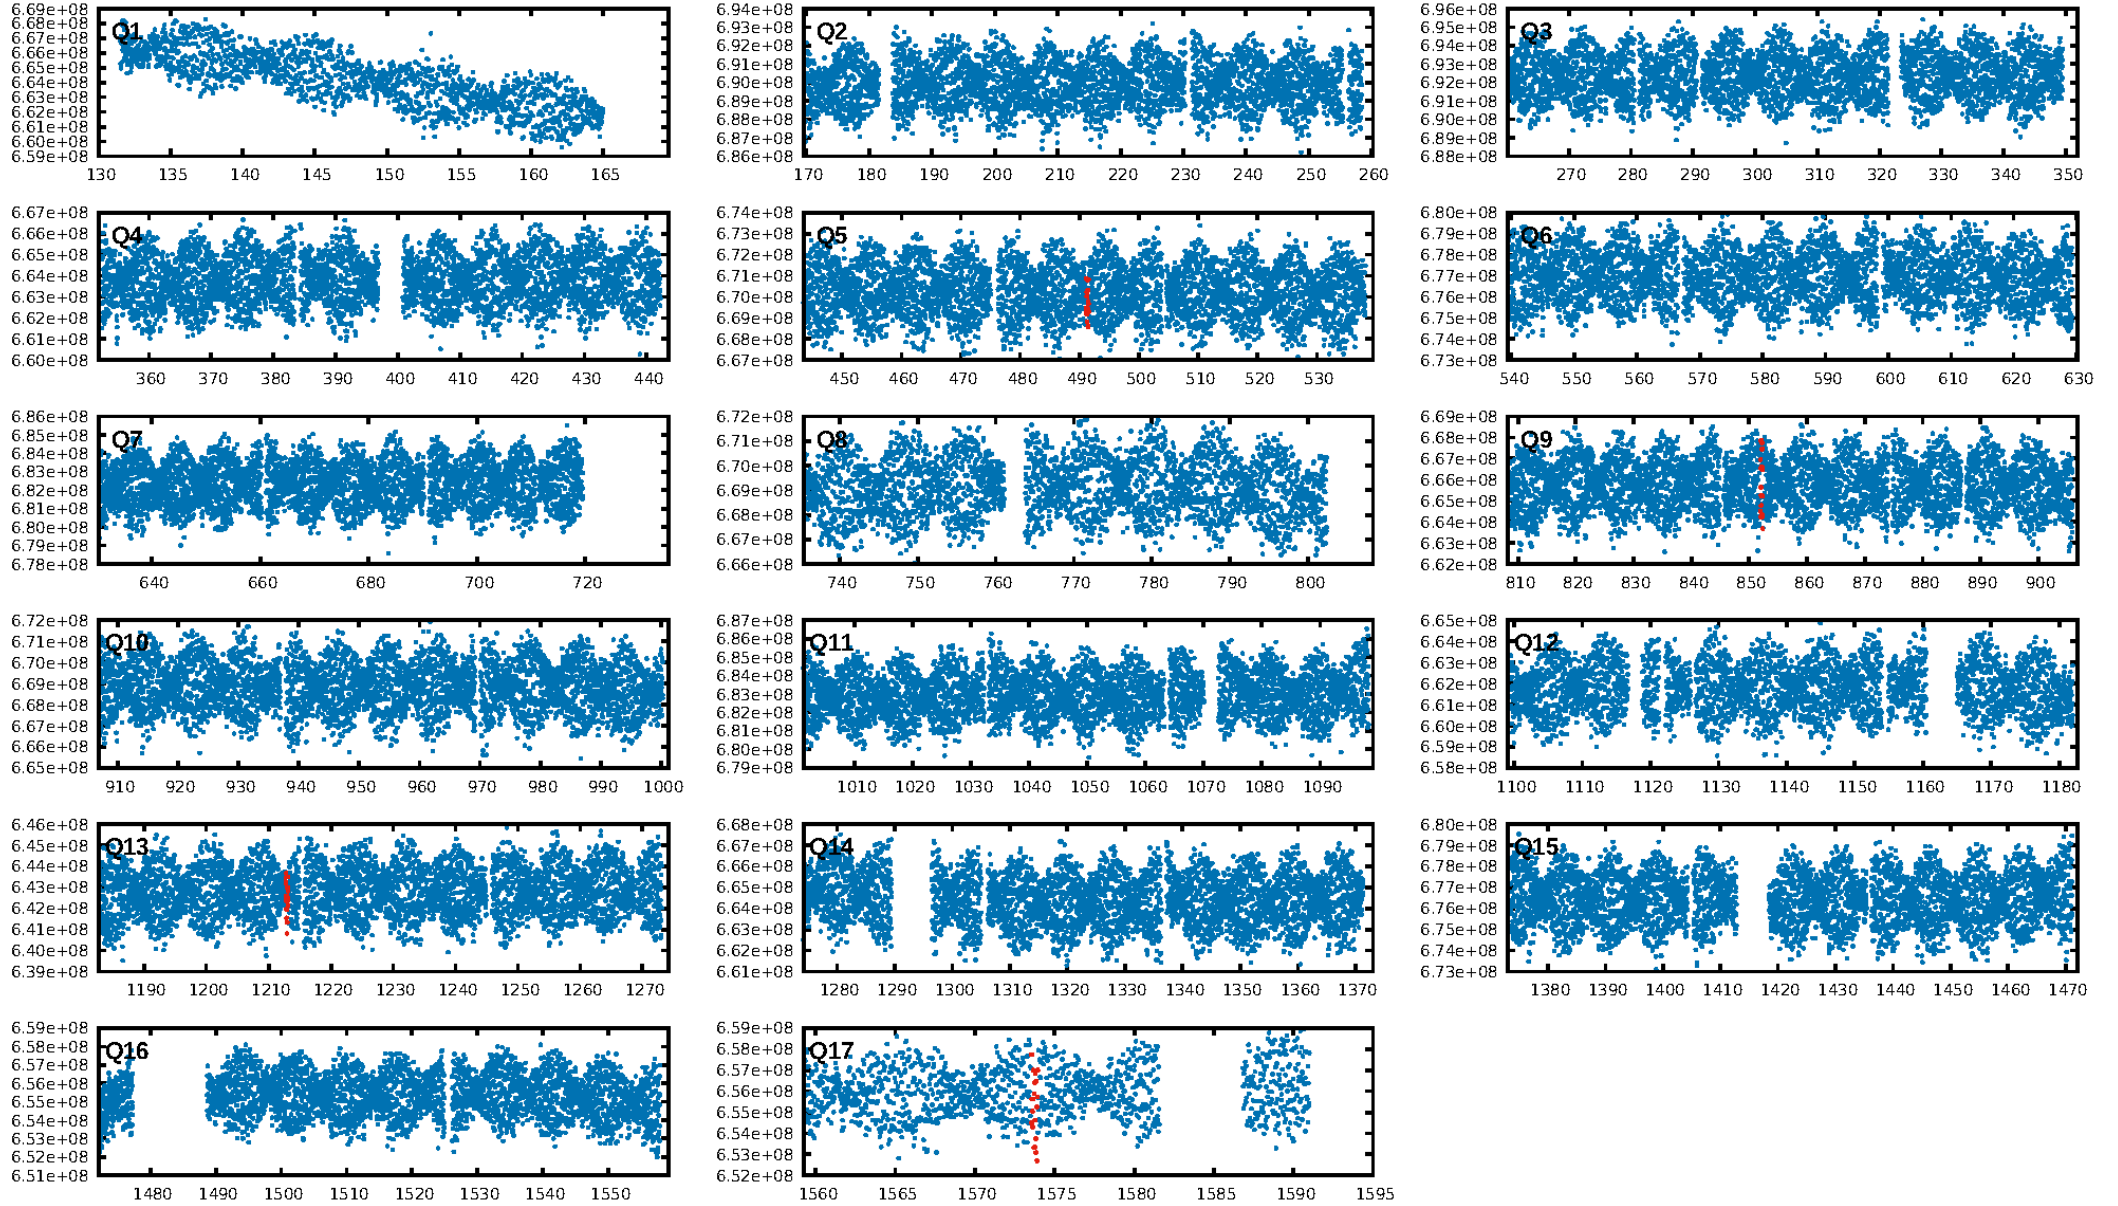 6.69e+08
6.68e+08
6.67e+08
6.66e+08
6.65e+08
6.64e+08
6.63e+08
6.62e+08
6.61e+08
6.60e+08
6.59e+08
Q1
130 135 140 145 150 155 160 165
6.94e+08
6.93e+08
6.92e+08
6.91e+08
6.90e+08
6.89e+08
6.88e+08
6.87e+08
6.86e+08
Q2
170 180 190 200 210 220 230 240 250 260
6.96e+08
6.95e+08
6.94e+08
6.93e+08
6.92e+08
6.91e+08
6.90e+08
6.89e+08
6.88e+08
Q3
270 280 290 300 310 320 330 340 350
6.67e+08
6.66e+08
6.65e+08
6.64e+08
6.63e+08
6.62e+08
6.61e+08
6.60e+08
Q4
360 370 380 390 400 410 420 430 440
6.74e+08
6.73e+08
6.72e+08
6.71e+08
6.70e+08
6.69e+08
6.68e+08
6.67e+08
Q5
450 460 470 480 490 500 510 520 530
6.80e+08
6.79e+08
6.78e+08
6.77e+08
6.76e+08
6.75e+08
6.74e+08
6.73e+08
Q6
540 550 560 570 580 590 600 610 620 630
6.86e+08
6.85e+08
6.84e+08
6.83e+08
6.82e+08
6.81e+08
6.80e+08
6.79e+08
6.78e+08
Q7
640 660 680 700 720
6.72e+08
6.71e+08
6.70e+08
6.69e+08
6.68e+08
6.67e+08
6.66e+08
Q8
740 750 760 770 780 790 800
6.69e+08
6.68e+08
6.67e+08
6.66e+08
6.65e+08
6.64e+08
6.63e+08
6.62e+08
Q9
810 820 830 840 850 860 870 880 890 900
6.72e+08
6.71e+08
6.70e+08
6.69e+08
6.68e+08
6.67e+08
6.66e+08
6.65e+08
Q10
910 920 930 940 950 960 970 980 990 1000
6.87e+08
6.86e+08
6.85e+08
6.84e+08
6.83e+08
6.82e+08
6.81e+08
6.80e+08
6.79e+08
Q11
1010 1020 1030 1040 1050 1060 1070 1080 1090
6.65e+08
6.64e+08
6.63e+08
6.62e+08
6.61e+08
6.60e+08
6.59e+08
6.58e+08
Q12
1100 1110 1120 1130 1140 1150 1160 1170 1180
6.46e+08
6.45e+08
6.44e+08
6.43e+08
6.42e+08
6.41e+08
6.40e+08
6.39e+08
Q13
1190 1200 1210 1220 1230 1240 1250 1260 1270
6.68e+08
6.67e+08
6.66e+08
6.65e+08
6.64e+08
6.63e+08
6.62e+08
6.61e+08
Q14
1280 1290 1300 1310 1320 1330 1340 1350 1360 1370
6.80e+08
6.79e+08
6.78e+08
6.77e+08
6.76e+08
6.75e+08
6.74e+08
6.73e+08
Q15
1380 1390 1400 1410 1420 1430 1440 1450 1460 1470
6.59e+08
6.58e+08
6.57e+08
6.56e+08
6.55e+08
6.54e+08
6.53e+08
6.52e+08
6.51e+08
Q16
1480 1490 1500 1510 1520 1530 1540 1550
6.59e+08
6.58e+08
6.57e+08
6.56e+08
6.55e+08
6.54e+08
6.53e+08
6.52e+08
Q17
1560 1565 1570 1575 1580 1585 1590 1595